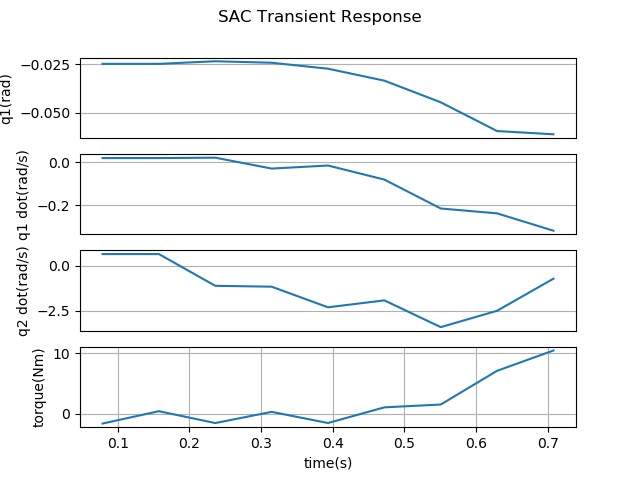 SAC Transient Response
−0.025
−0.050
q1(rad)
0.0
−0.2
q1 dot(rad/s)
0.0
−2.5
q2 dot(rad/s)
10
0
torque(Nm)
0.1 0.2 0.3 0.4 0.5 0.6 0.7
time(s)